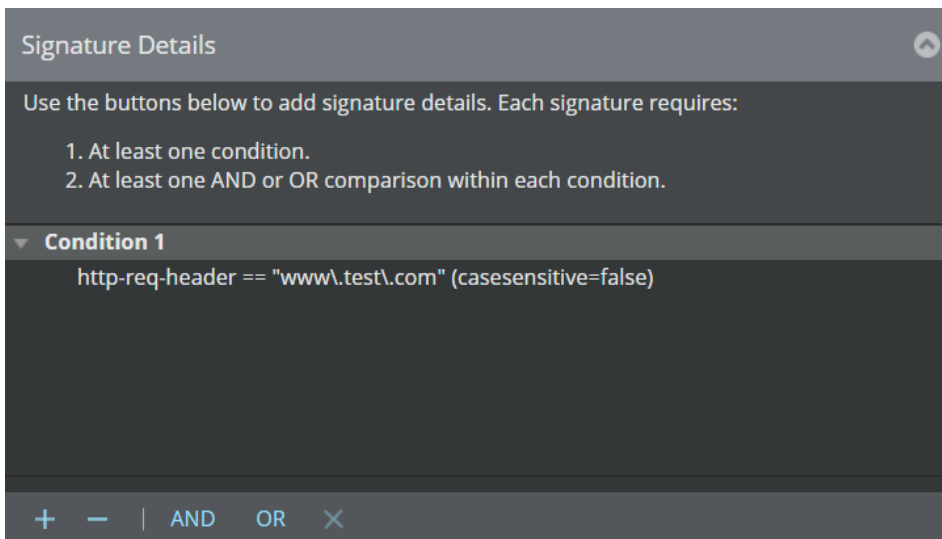 Signature Details
Use the buttons below to add signature details. Each signature requires:
1. At least one condition.
2. At least one AND or OR comparison within each condition.
Condition 1
http-req-header == "www\.test\.com" (casesensitive=false)
+ − | AND OR ×